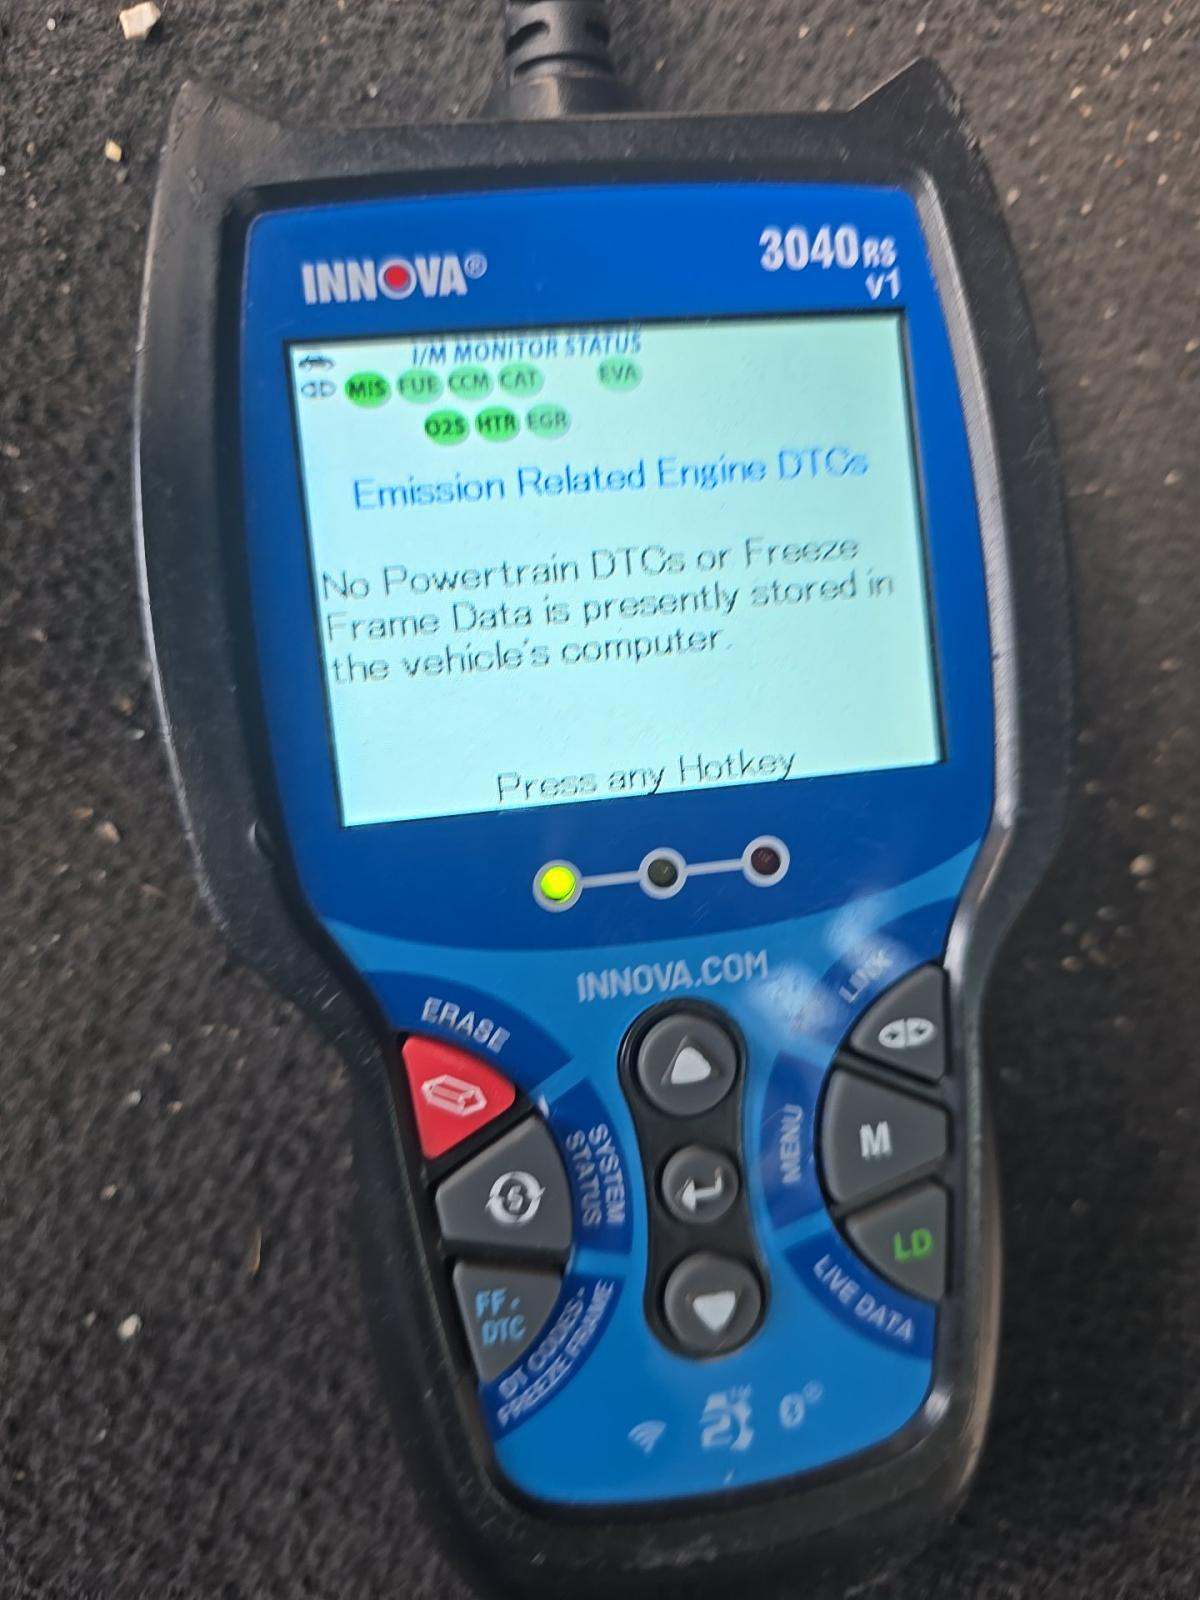 INNOVA®
3040RS
v1
I/M MONITOR STATUS
MIS FUE CCM CAT EVA
O2S HTR EGR
Emission Related Engine DTCs
No Powertrain DTCs or Freeze
Frame Data is presently stored in
the vehicle's computer.
Press any Hotkey
INNOVA.COM
ERASE
LINK
SYSTEM
STATUS
MENU
M
S
LD
FF-
DTC
DT CODES-
FREEZE FRAME
LIVE DATA